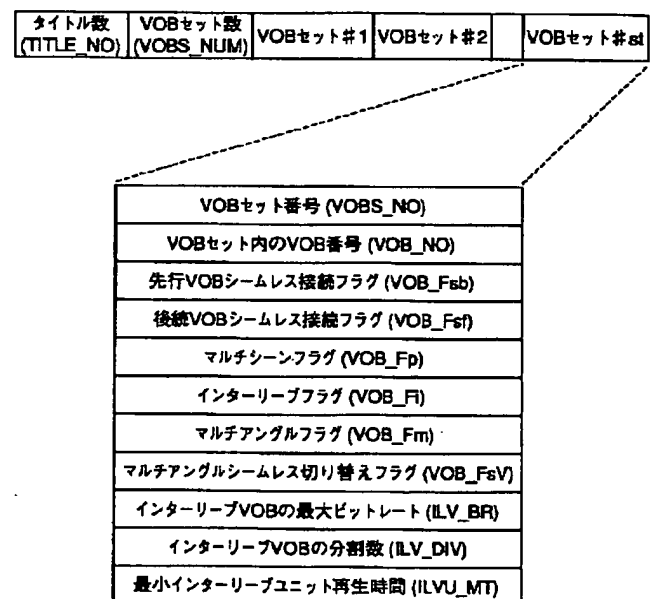 タイトル数
(TITLE_NO)
VOBセット数
(VOBS_NUM)
VOBセット#1
VOBセット#2
VOBセット#st
VOBセット番号 (VOBS_NO)
VOBセット内のVOB番号 (VOB_NO)
先行VOBシームレス接続フラグ (VOB_Fsb)
後続VOBシームレス接続フラグ (VOB_Fsf)
マルチシーンフラグ (VOB_Fp)
インターリーブフラグ (VOB_Fi)
マルチアングルフラグ (VOB_Fm)
マルチアングルシームレス切り替えフラグ (VOB_FsV)
インターリーブVOBの最大ビットレート (ILV_BR)
インターリーブVOBの分割数 (ILV_DIV)
最小インターリーブユニット再生時間 (ILVU_MT)